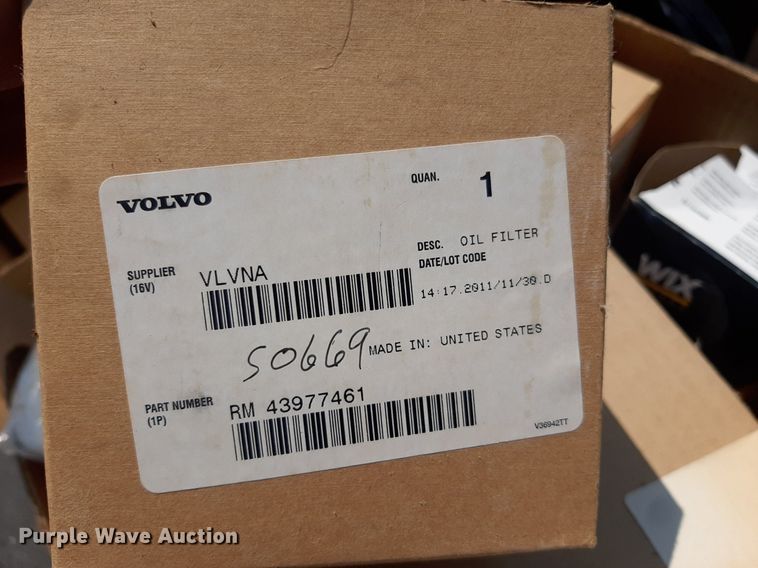 VOLVO
QUAN. 1
DESC. OIL FILTER
DATE/LOT CODE
14:17.2011/11/30.D
SUPPLIER
(16V)
VLVNA
50669
MADE IN: UNITED STATES
PART NUMBER
(1P)
RM 43977461
V36942TT
WIX
Purple Wave Auction